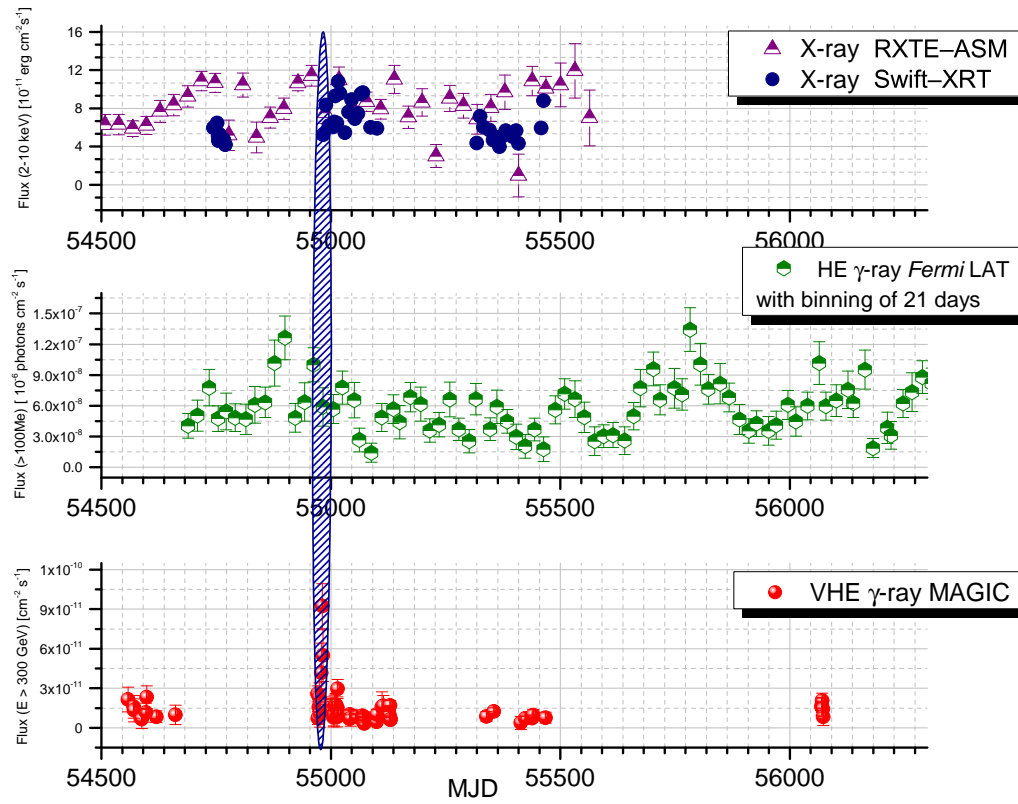 16
12
8
4
0
Flux (2-10 keV) [10⁻¹¹ erg cm⁻² s⁻¹]
X-ray RXTE–ASM
X-ray Swift–XRT
54500
55000
55500
56000
HE γ-ray Fermi LAT
with binning of 21 days
1.5x10⁻⁷
1.2x10⁻⁷
9.0x10⁻⁸
6.0x10⁻⁸
3.0x10⁻⁸
0.0
Flux (>100Me) [ 10⁻⁶ photons cm⁻² s⁻¹]
54500
55000
55500
56000
1x10⁻¹⁰
9x10⁻¹¹
6x10⁻¹¹
3x10⁻¹¹
0
Flux (E > 300 GeV) [cm⁻² s⁻¹]
VHE γ-ray MAGIC
54500
55000
55500
56000
MJD